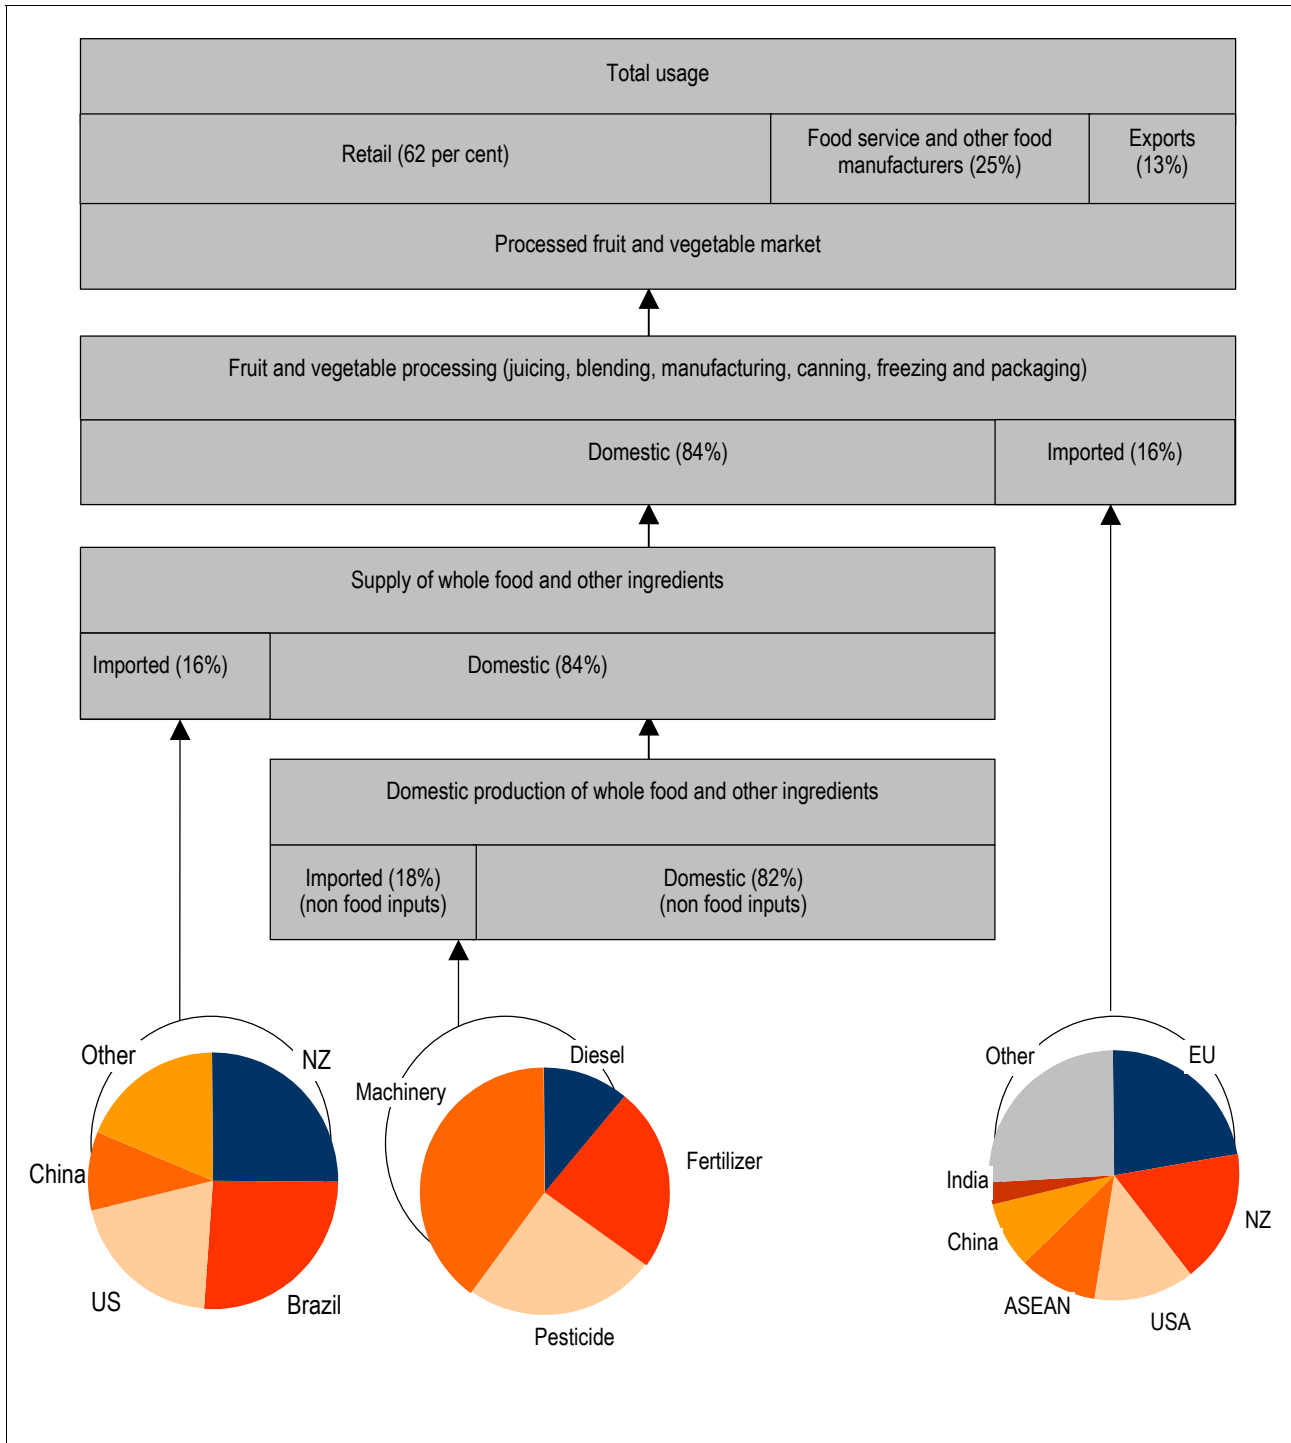 Total usage
Retail (62 per cent)
Food service and other food
manufacturers (25%)
Exports
(13%)
Processed fruit and vegetable market
Fruit and vegetable processing (juicing, blending, manufacturing, canning, freezing and packaging)
Domestic (84%)
Imported (16%)
Supply of whole food and other ingredients
Imported (16%)
Domestic (84%)
Domestic production of whole food and other ingredients
Imported (18%)
(non food inputs)
Domestic (82%)
(non food inputs)
Other
NZ
China
US
Brazil
Diesel
Machinery
Fertilizer
Pesticide
Other
EU
India
NZ
China
ASEAN
USA